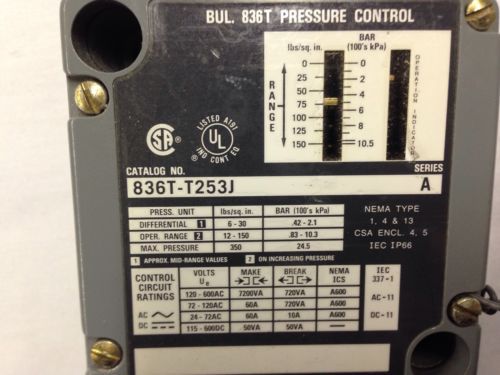 BUL. 836T PRESSURE CONTROL
lbs/sq. in.
BAR
(100's kPa)
RANGE
0 0
25 2
50 4
75
100 6
125 8
150 10.5
OPERATION INDICATOR
SA
LISTED A191
UL
IND CONT EQ
CATALOG NO.
SERIES
836T-T253J A
PRESS. UNIT lbs/sq. in. BAR (100's kPa)
DIFFERENTIAL 1 6 - 30 .42 - 2.1
OPER. RANGE 2 12 - 150 .83 - 10.3
MAX. PRESSURE 350 24.5
NEMA TYPE
1, 4 & 13
CSA ENCL. 4, 5
IEC IP66
1 APPROX. MID-RANGE VALUES 2 ON INCREASING PRESSURE
CONTROL CIRCUIT RATINGS
AC
DC
VOLTS Ue MAKE BREAK NEMA ICS
120 - 600AC 7200VA 720VA A600
72 - 120AC 60A 720VA A600
24 - 72AC 60A 10A A600
115 - 600DC 50VA 50VA —
IEC
337-1
AC-11
DC-11